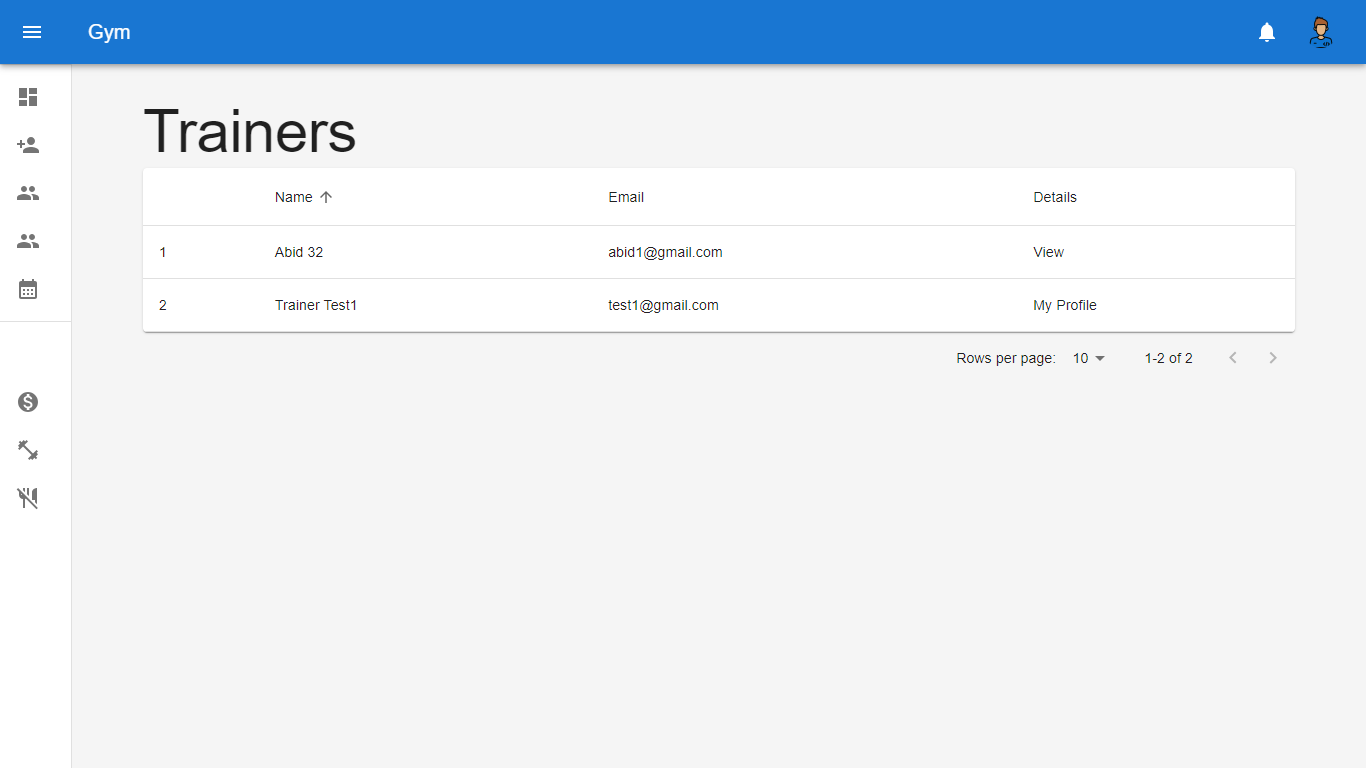 Gym
Trainers
Name Email Details
1 Abid 32 abid1@gmail.com View
2 Trainer Test1 test1@gmail.com My Profile
Rows per page: 10 1-2 of 2